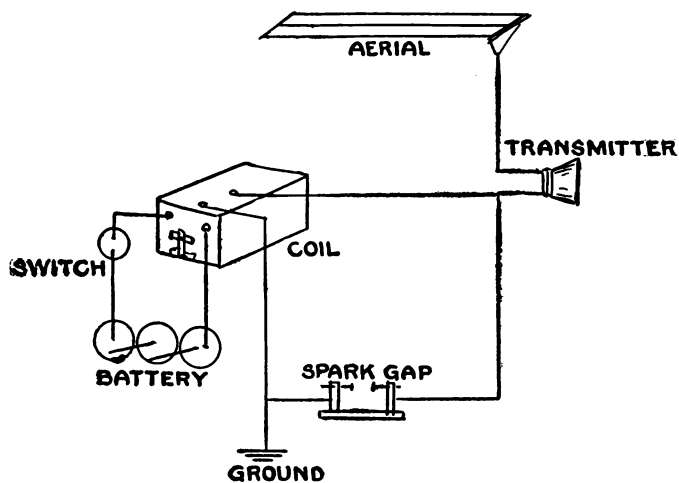 AERIAL
TRANSMITTER
COIL
SWITCH
BATTERY
SPARK GAP
GROUND